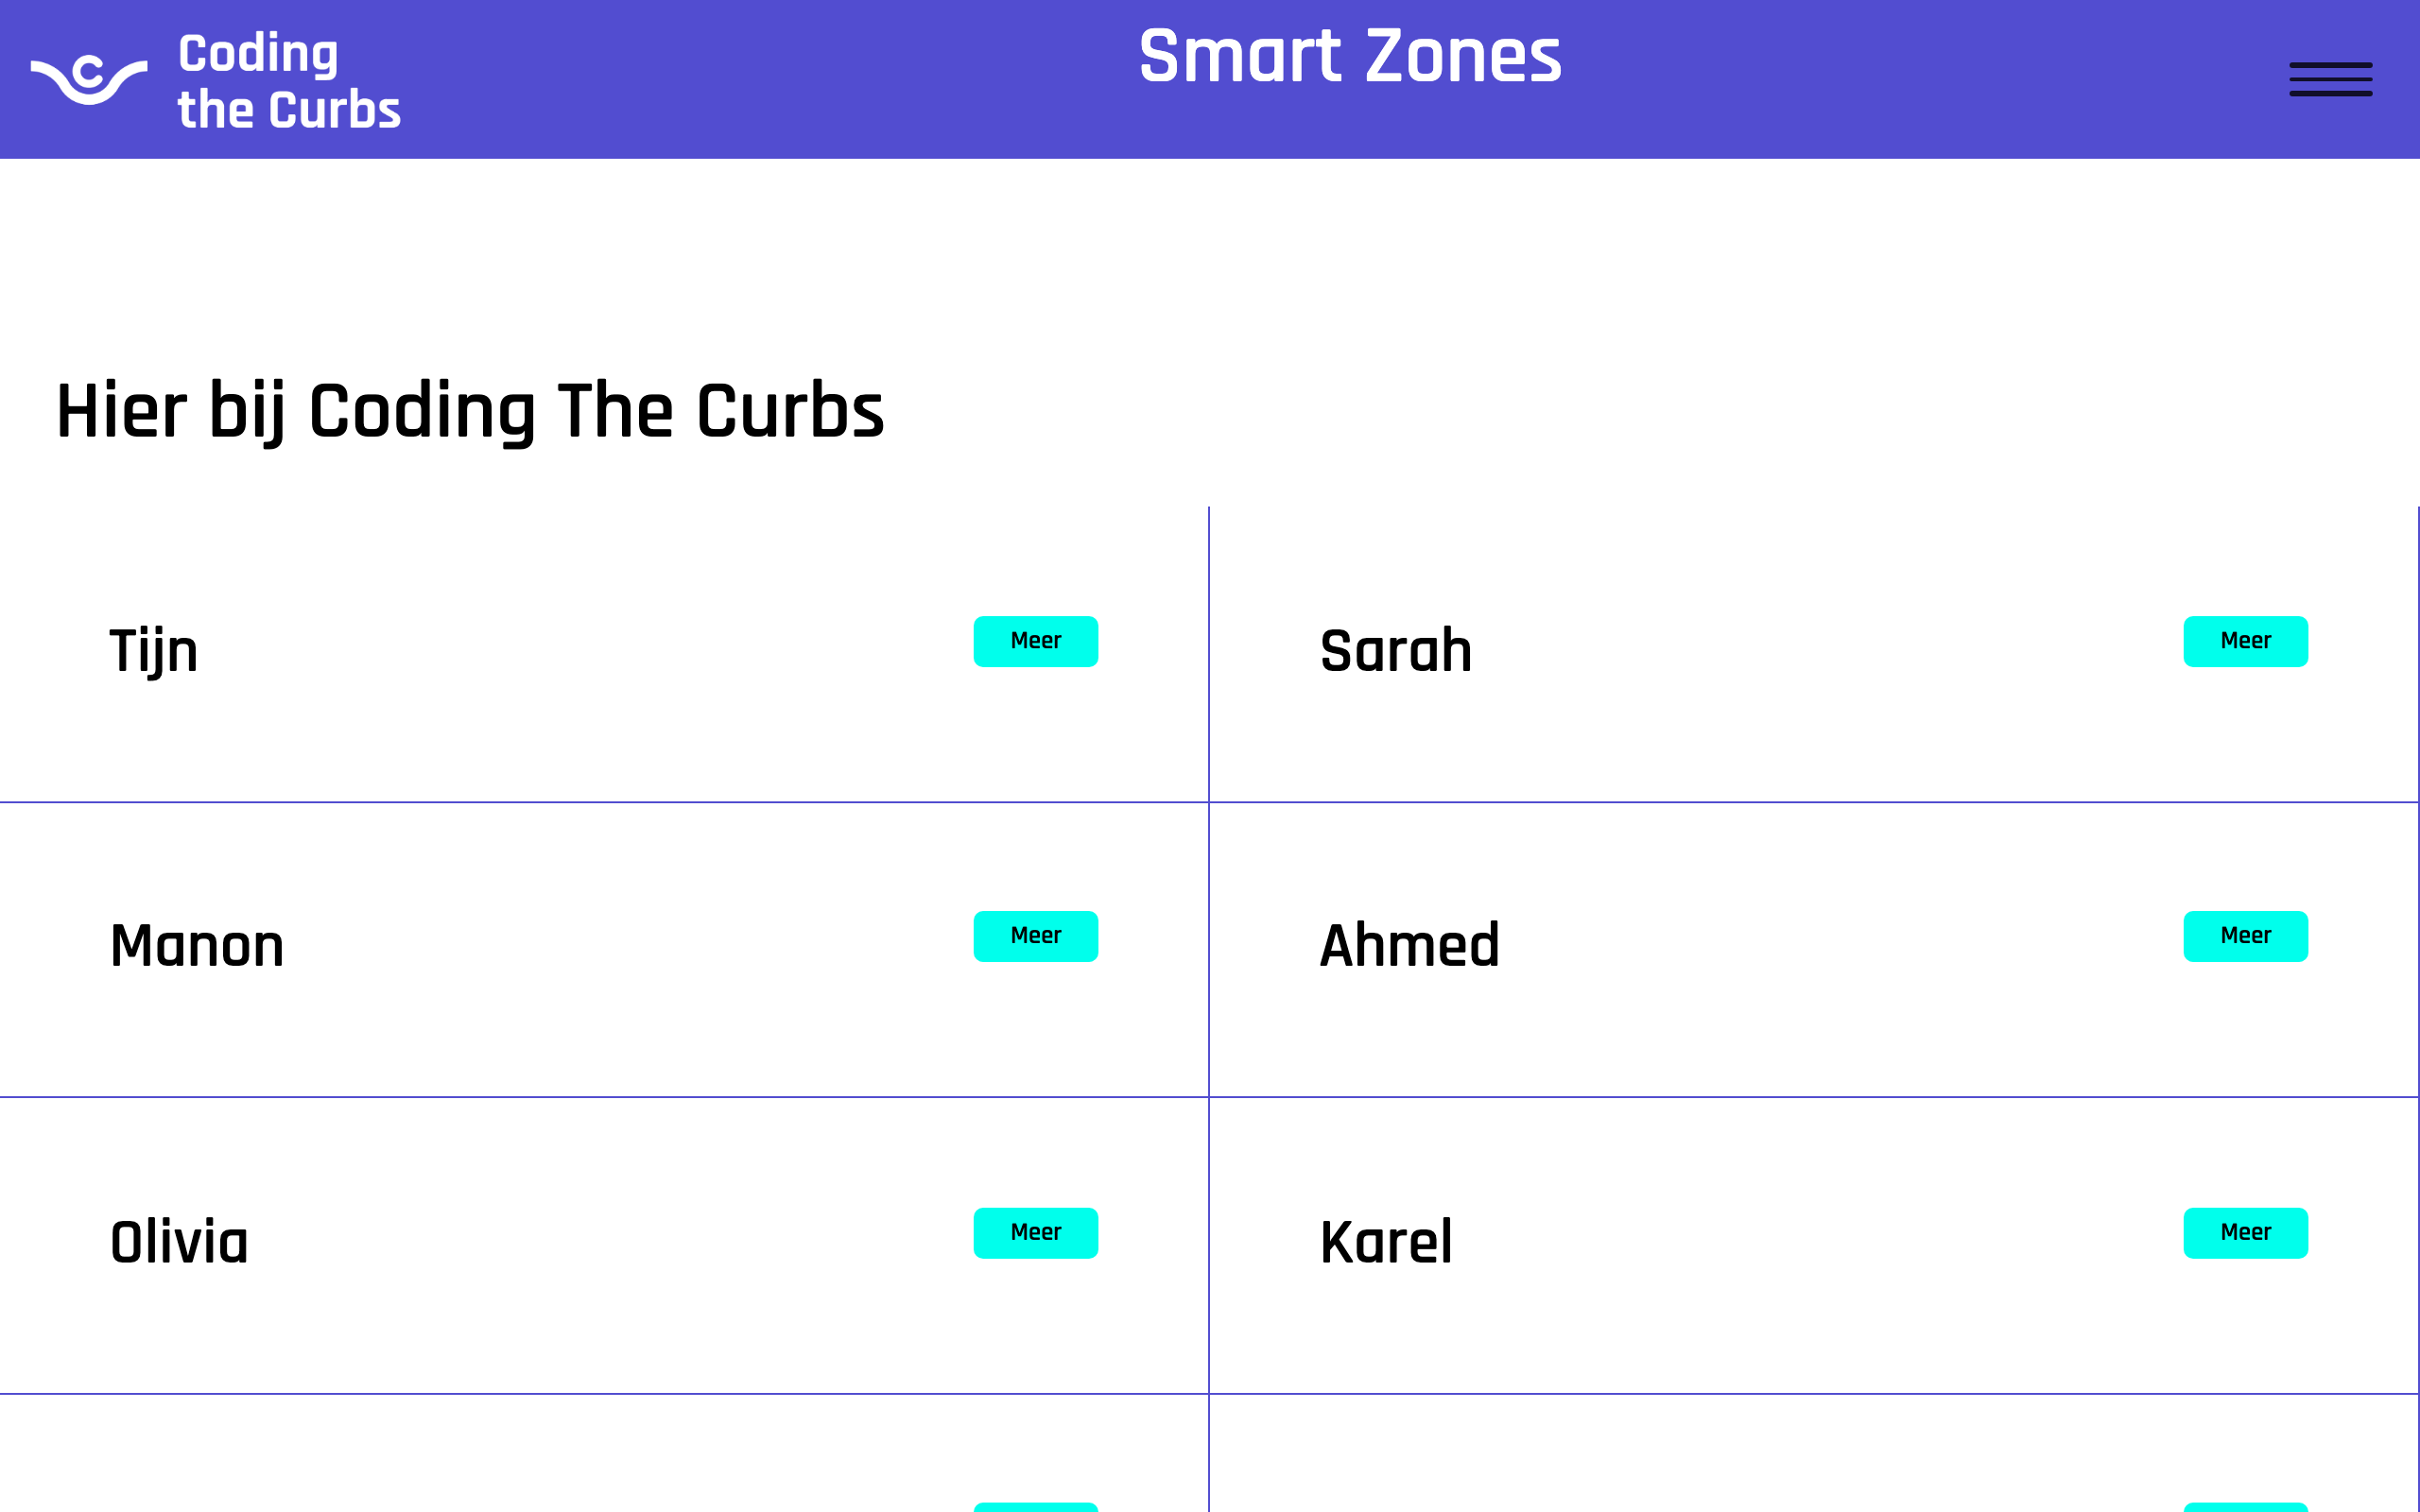 Coding
the Curbs
Smart Zones
Hier bij Coding The Curbs
Tijn
Meer
Sarah
Meer
Manon
Meer
Ahmed
Meer
Olivia
Meer
Karel
Meer